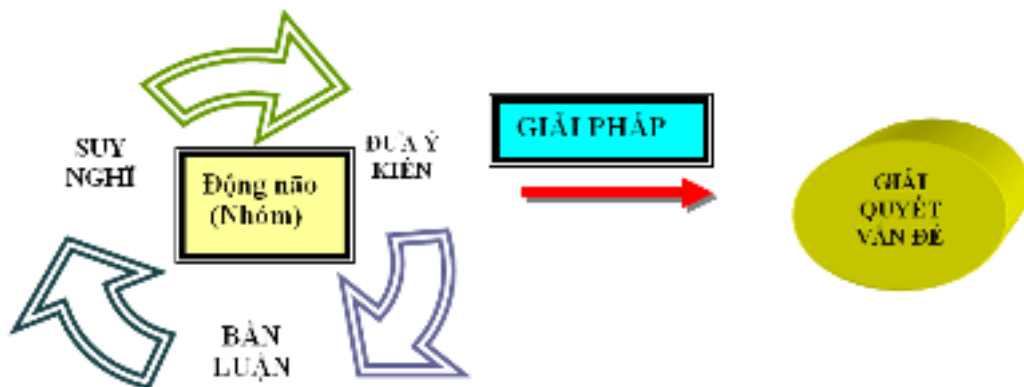 SUY
NGHĨ
Động não
(Nhóm)
ĐƯA Ý
KIẾN
BÀN
LUẬN
GIẢI PHÁP
GIẢI
QUYẾT
VẤN ĐỀ